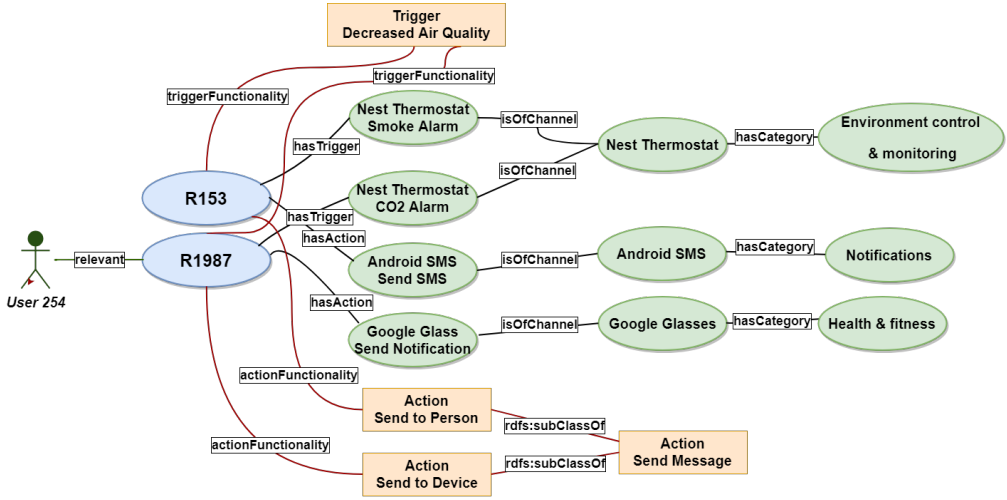 Trigger
Decreased Air Quality
triggerFunctionality
triggerFunctionality
Nest Thermostat
Smoke Alarm
isOfChannel
Nest Thermostat
hasCategory
Environment control
& monitoring
hasTrigger
isOfChannel
R153
Nest Thermostat
CO2 Alarm
hasTrigger
hasAction
relevant
R1987
Android SMS
Send SMS
isOfChannel
Android SMS
hasCategory
Notifications
User 254
hasAction
Google Glass
Send Notification
isOfChannel
Google Glasses
hasCategory
Health & fitness
actionFunctionality
Action
Send to Person
rdfs:subClassOf
actionFunctionality
Action
Send Message
rdfs:subClassOf
Action
Send to Device